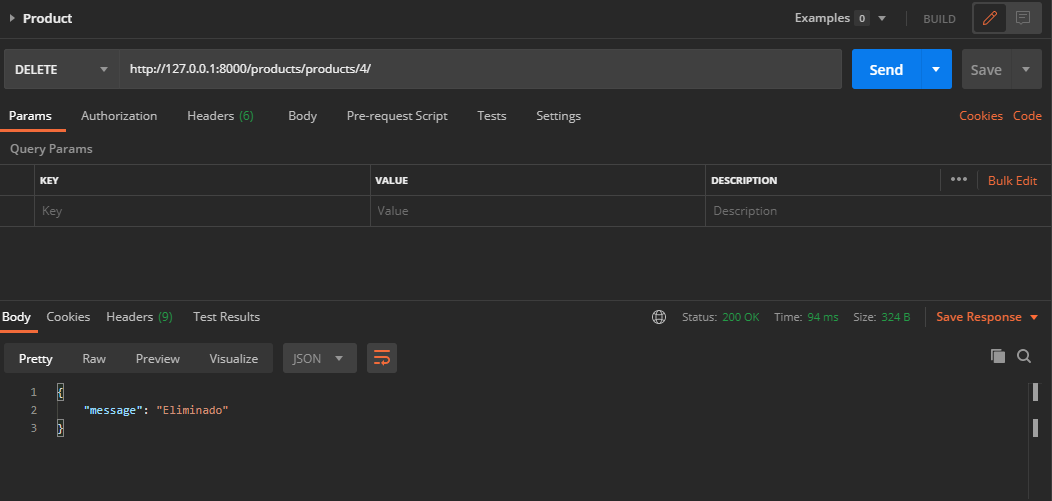 Product
Examples 0
BUILD
DELETE
http://127.0.0.1:8000/products/products/4/
Send
Save
Params Authorization Headers (6) Body Pre-request Script Tests Settings Cookies Code
Query Params
KEY VALUE DESCRIPTION ••• Bulk Edit
Key Value Description
Body Cookies Headers (9) Test Results Status: 200 OK Time: 94 ms Size: 324 B Save Response
Pretty Raw Preview Visualize JSON
1 {
2 "message": "Eliminado"
3 }